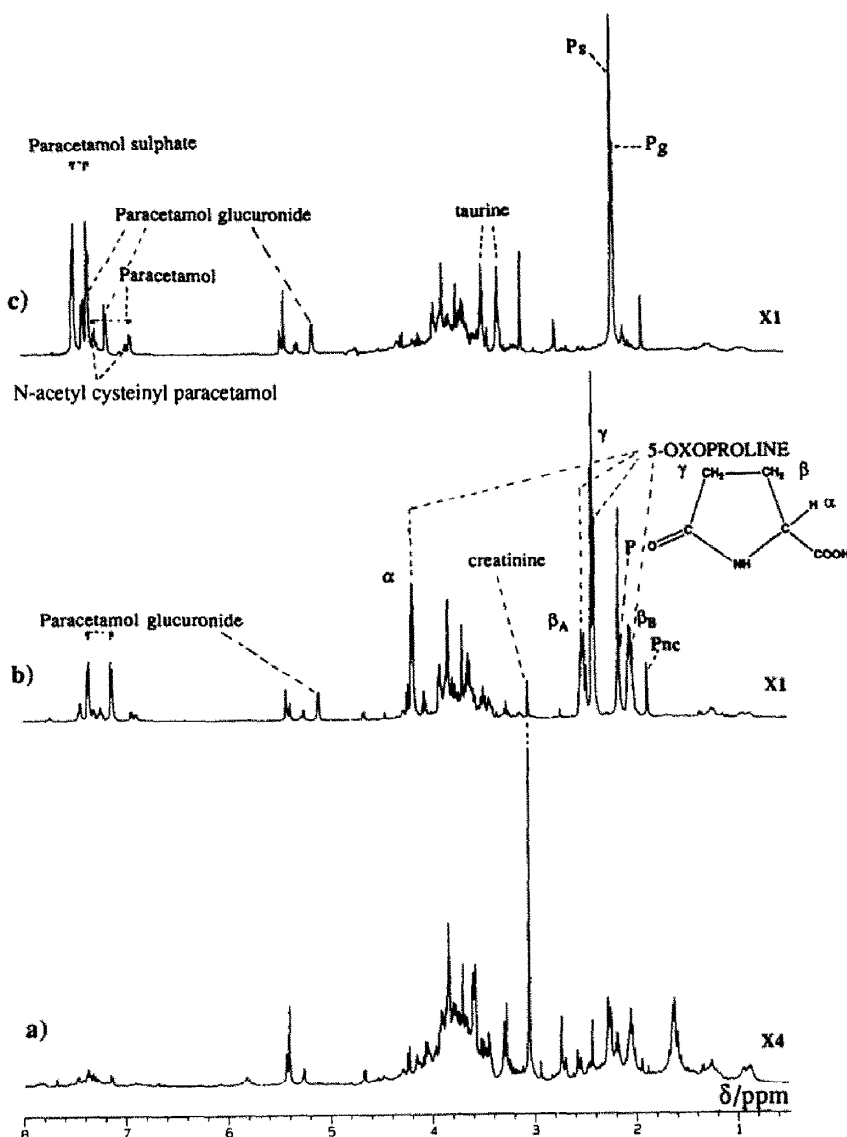 Ps
Pg
Paracetamol sulphate
Paracetamol glucuronide
taurine
Paracetamol
c)
X1
N-acetyl cysteinyl paracetamol
γ
5-OXOPROLINE
γ
CH₂
CH₂
β
H α
C
C
O
NH
COOH
P
α
creatinine
βA
βB
Paracetamol glucuronide
Pnc
b)
X1
a)
X4
δ/ppm
8 7 6 5 4 3 2 1